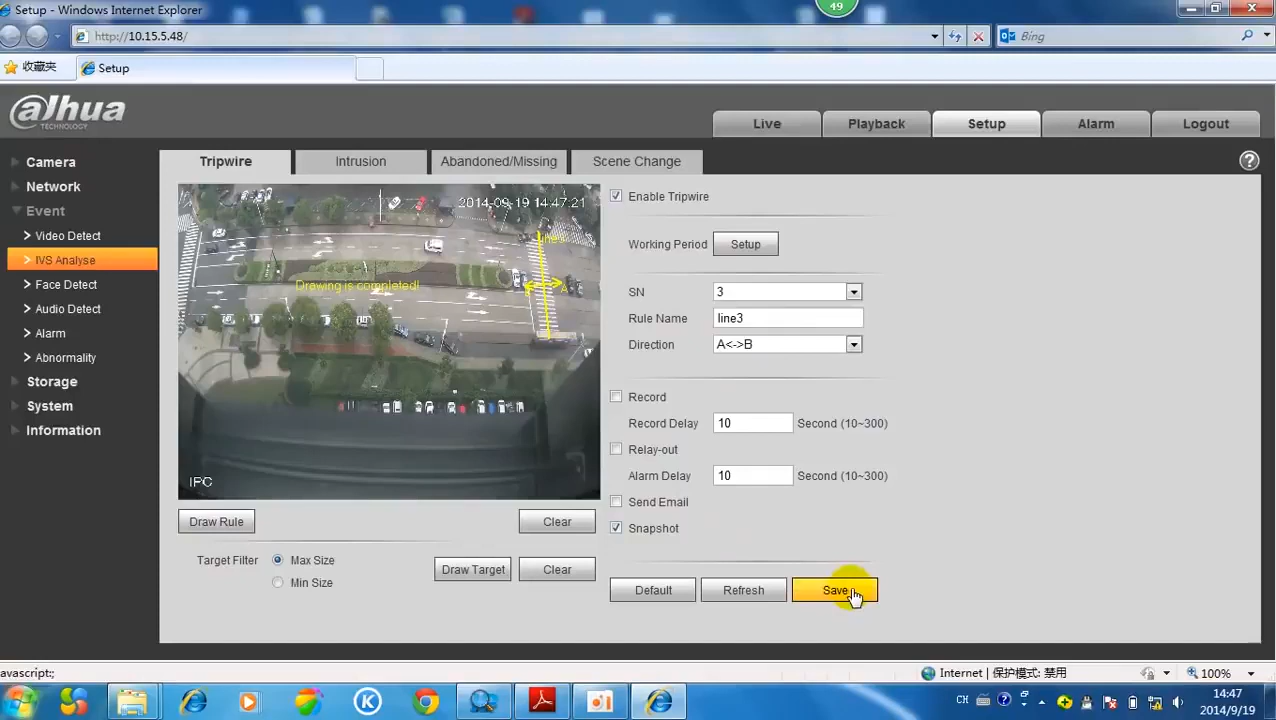 Setup - Windows Internet Explorer
49
http://10.15.5.48/
Bing
收藏夹
Setup
alhua
TECHNOLOGY
Live
Playback
Setup
Alarm
Logout
Camera
Network
Event
Video Detect
IVS Analyse
Face Detect
Audio Detect
Alarm
Abnormality
Storage
System
Information
Tripwire
Intrusion
Abandoned/Missing
Scene Change
2014-09-19 14:47:21
Drawing is completed!
IPC
Draw Rule
Clear
Target Filter
Max Size
Min Size
Draw Target
Clear
Enable Tripwire
Working Period
Setup
SN
3
Rule Name
line3
Direction
A<->B
Record
Record Delay
10
Second (10~300)
Relay-out
Alarm Delay
10
Second (10~300)
Send Email
Snapshot
Default
Refresh
Save
avascript:;
Internet | 保护模式: 禁用
100%
CH
14:47
2014/9/19